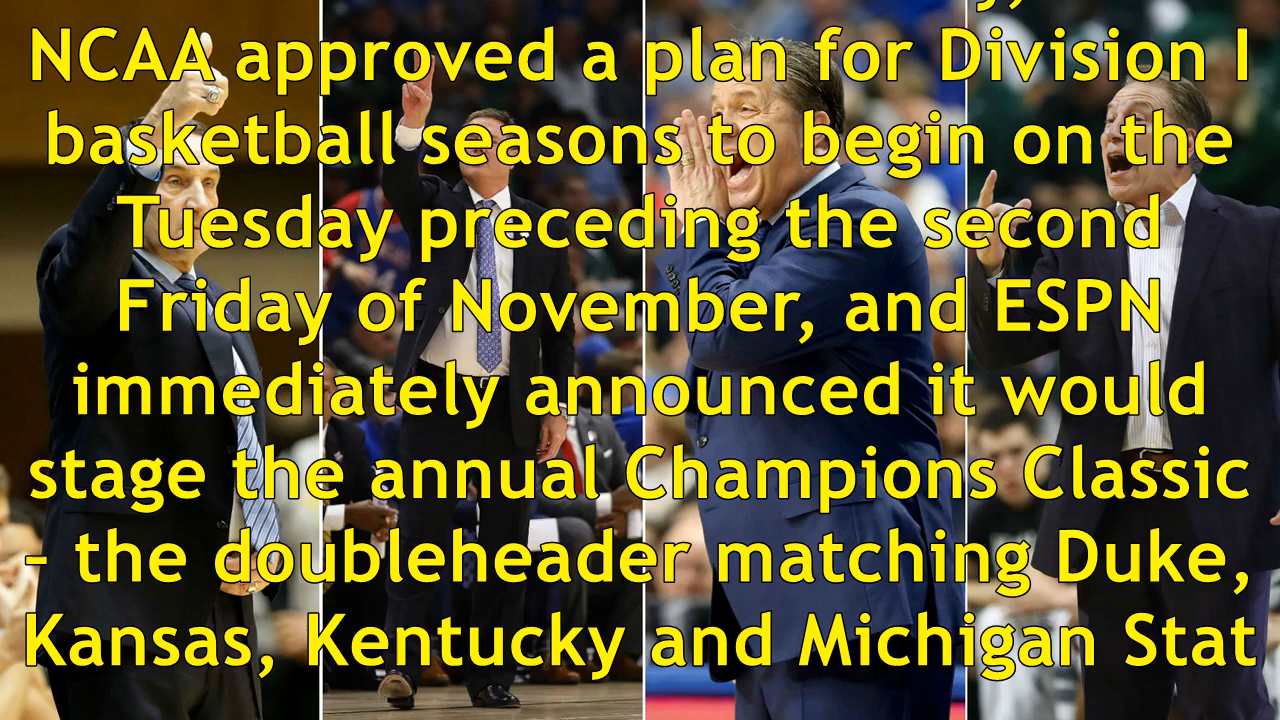 NCAA approved a plan for Division I
basketball seasons to begin on the
Tuesday preceding the second
Friday of November, and ESPN
immediately announced it would
stage the annual Champions Classic
- the doubleheader matching Duke,
Kansas, Kentucky and Michigan Stat